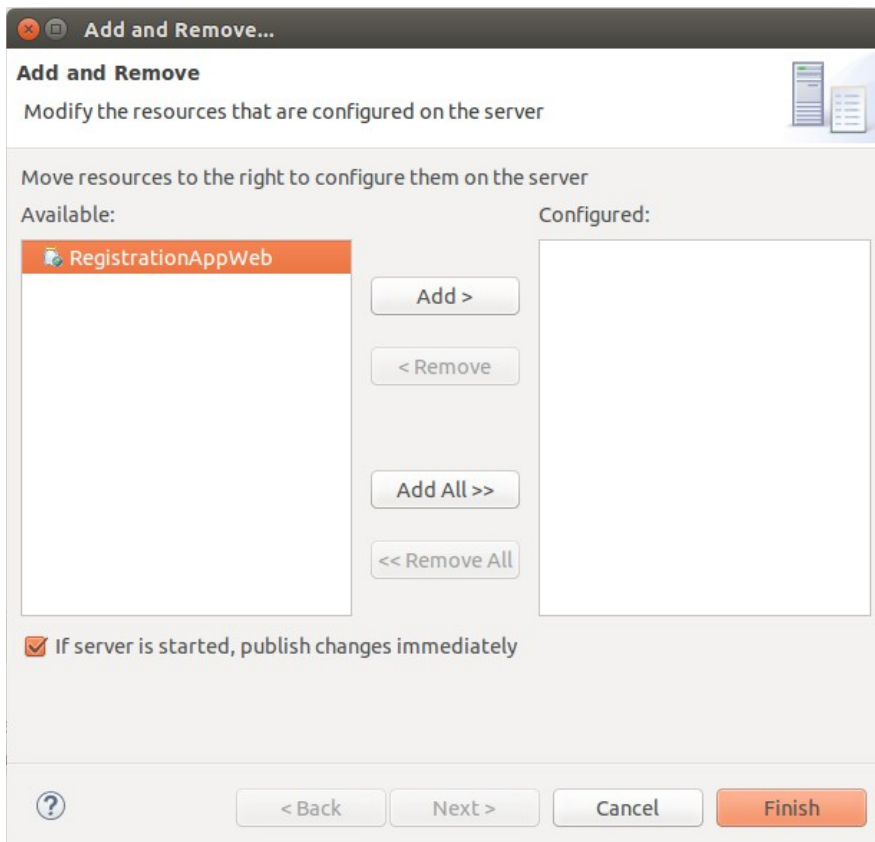 Add and Remove...
Add and Remove
Modify the resources that are configured on the server
Move resources to the right to configure them on the server
Available:
Configured:
RegistrationAppWeb
Add >
< Remove
Add All >>
<< Remove All
If server is started, publish changes immediately
?
< Back
Next >
Cancel
Finish